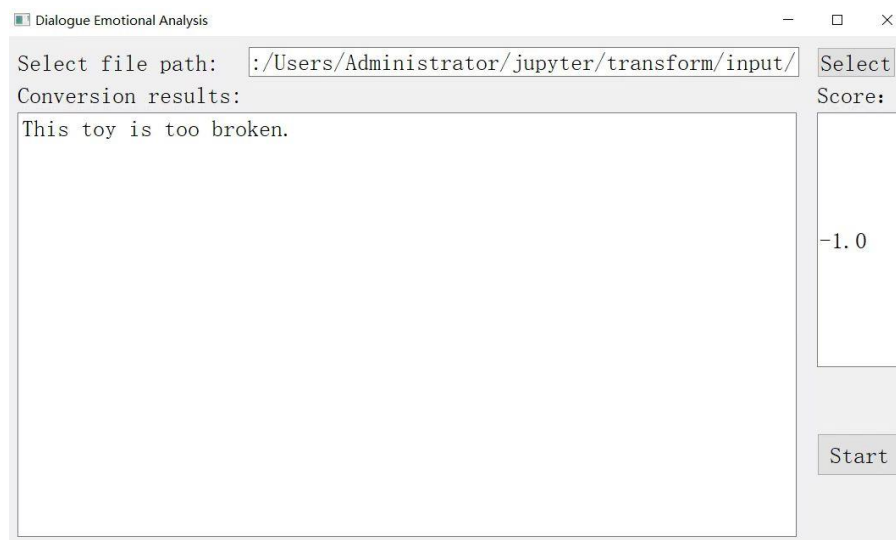 Dialogue Emotional Analysis
Select file path: :/Users/Administrator/jupyter/transform/input/ Select
Conversion results: Score:
This toy is too broken.
-1.0
Start